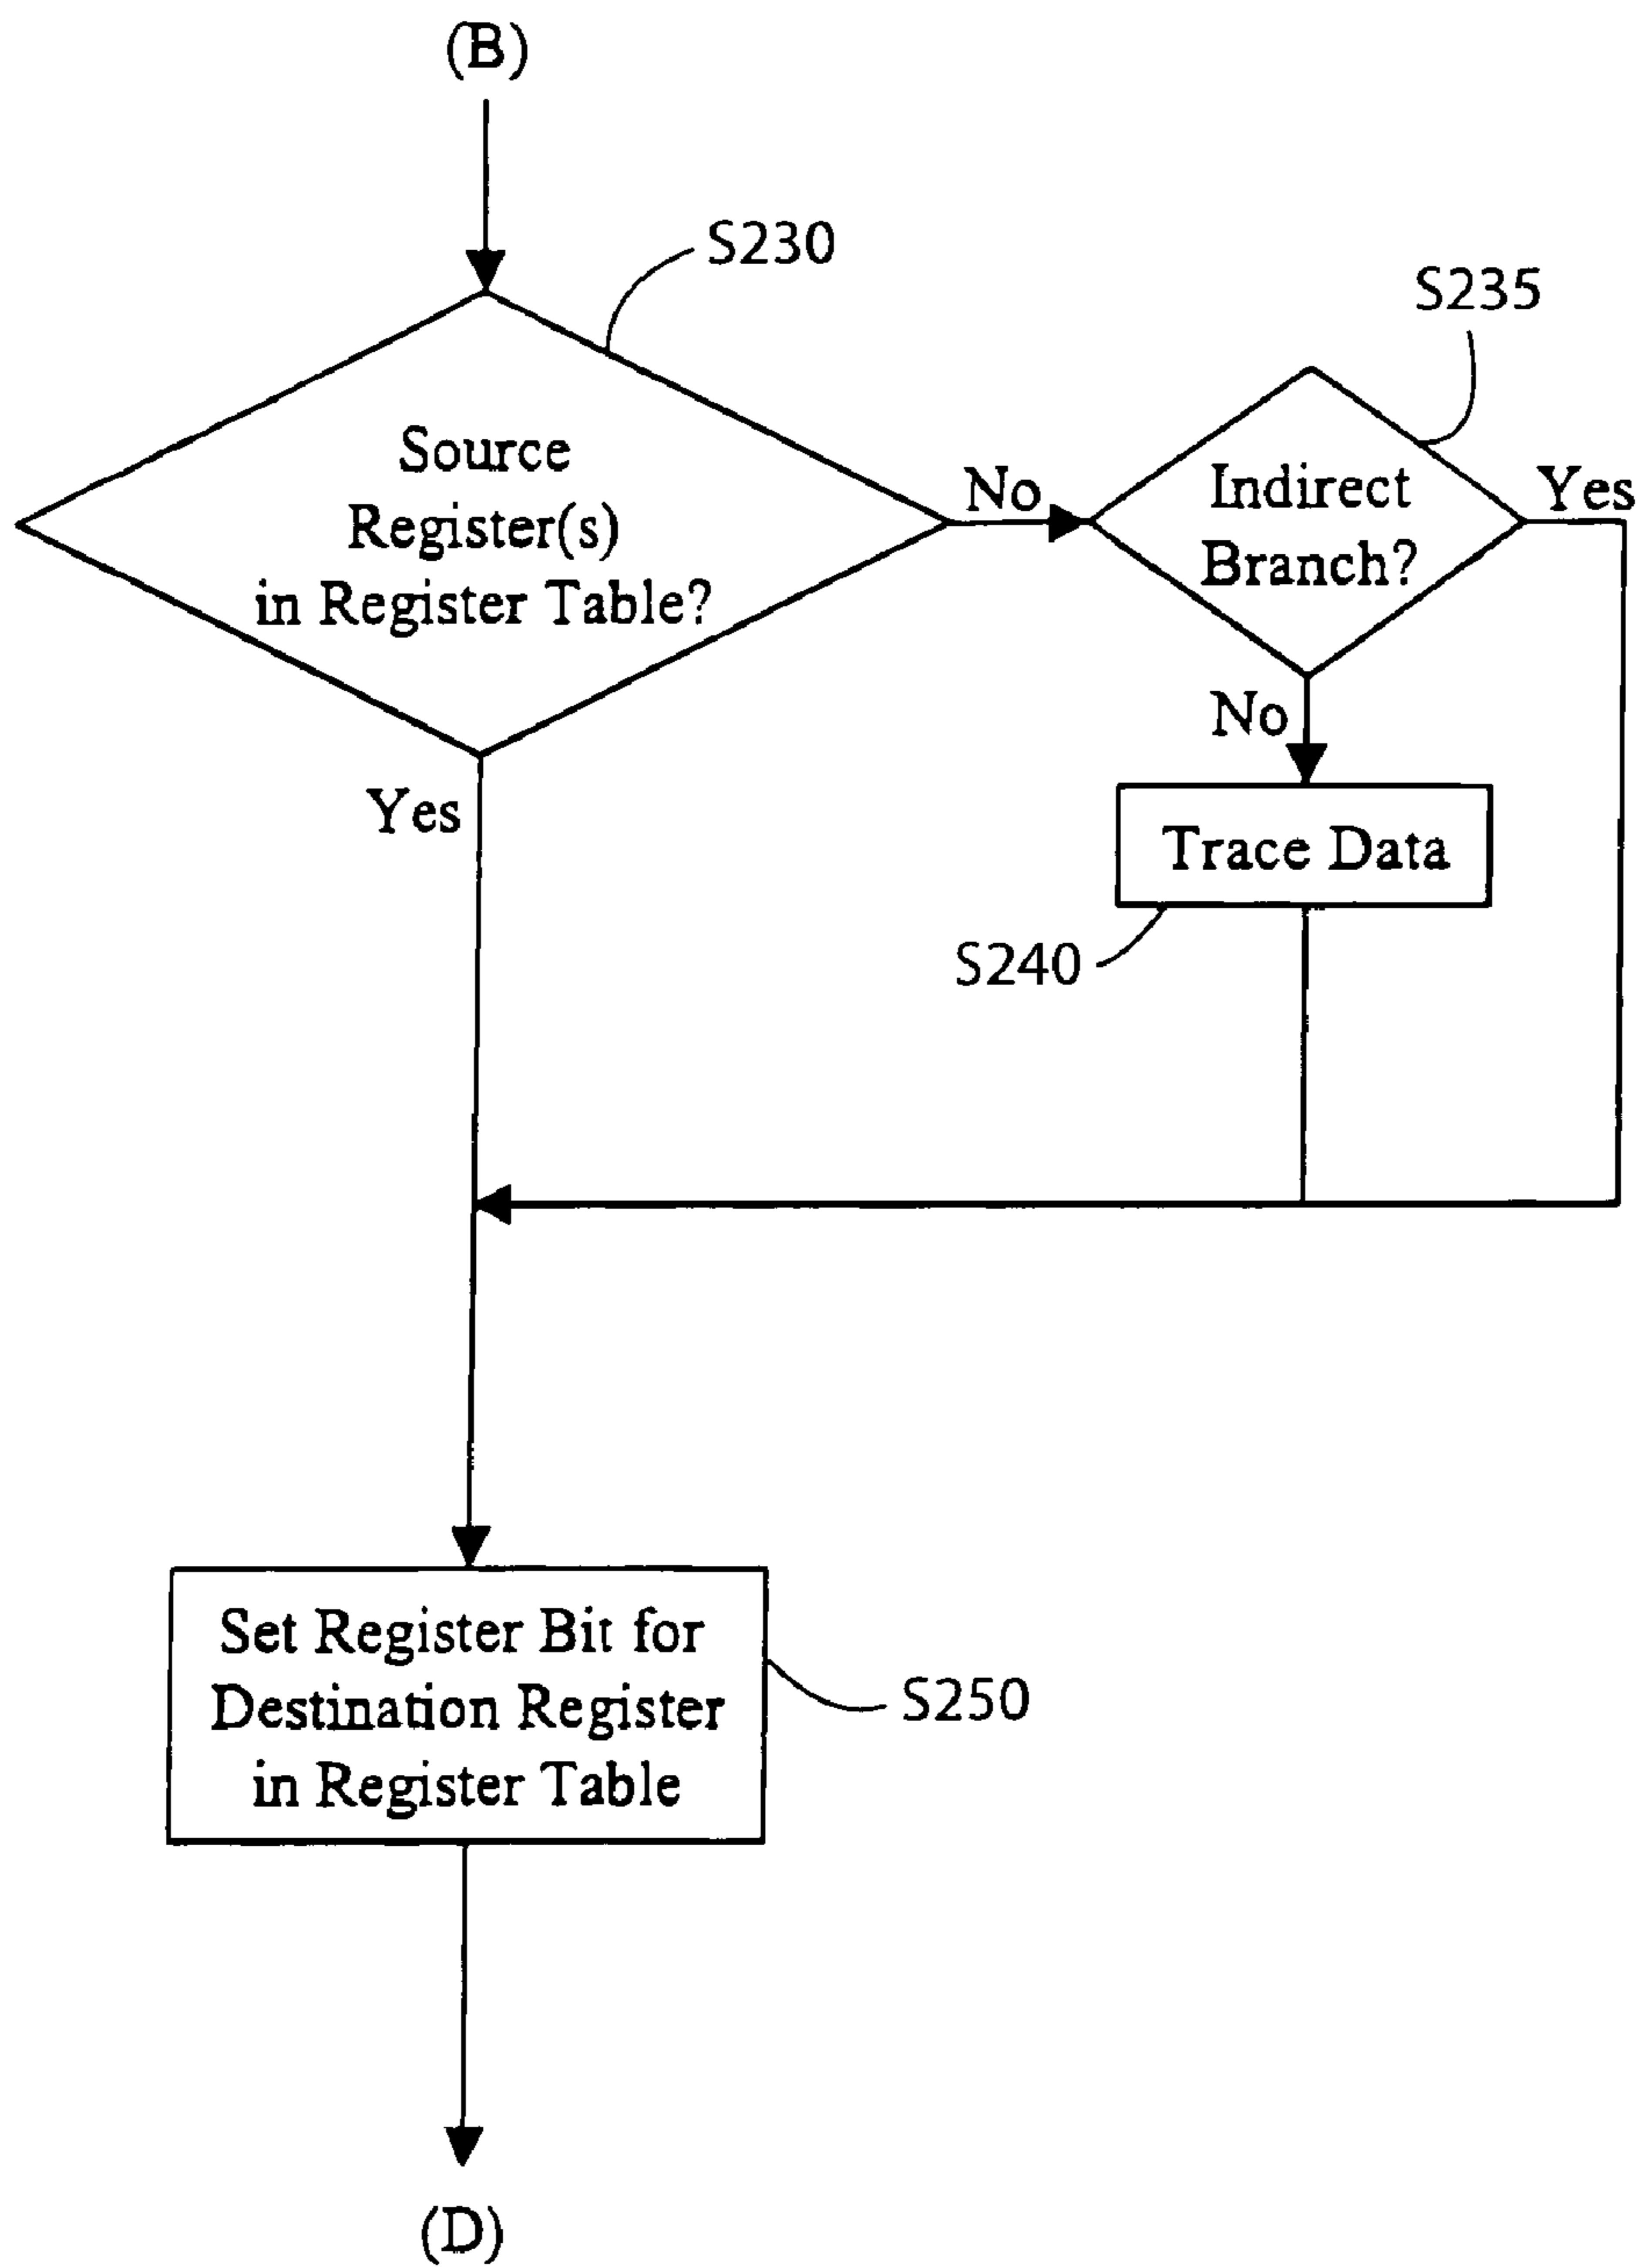 (B)
S230
S235
Source
Register(s)
in Register Table?
No
Indirect
Branch?
Yes
No
Yes
Trace Data
S240
Set Register Bit for
Destination Register
in Register Table
S250
(D)